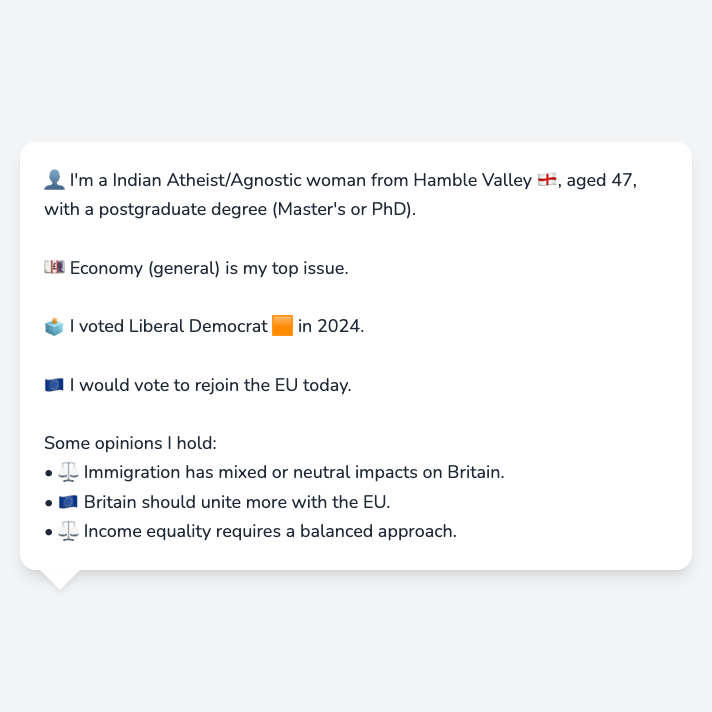 👤 I'm a Indian Atheist/Agnostic woman from Hamble Valley 🏴󠁧󠁢󠁥󠁮󠁧󠁿, aged 47,
with a postgraduate degree (Master's or PhD).
💷 Economy (general) is my top issue.
🗳️ I voted Liberal Democrat 🟧 in 2024.
🇪🇺 I would vote to rejoin the EU today.
Some opinions I hold:
• ⚖️ Immigration has mixed or neutral impacts on Britain.
• 🇪🇺 Britain should unite more with the EU.
• ⚖️ Income equality requires a balanced approach.